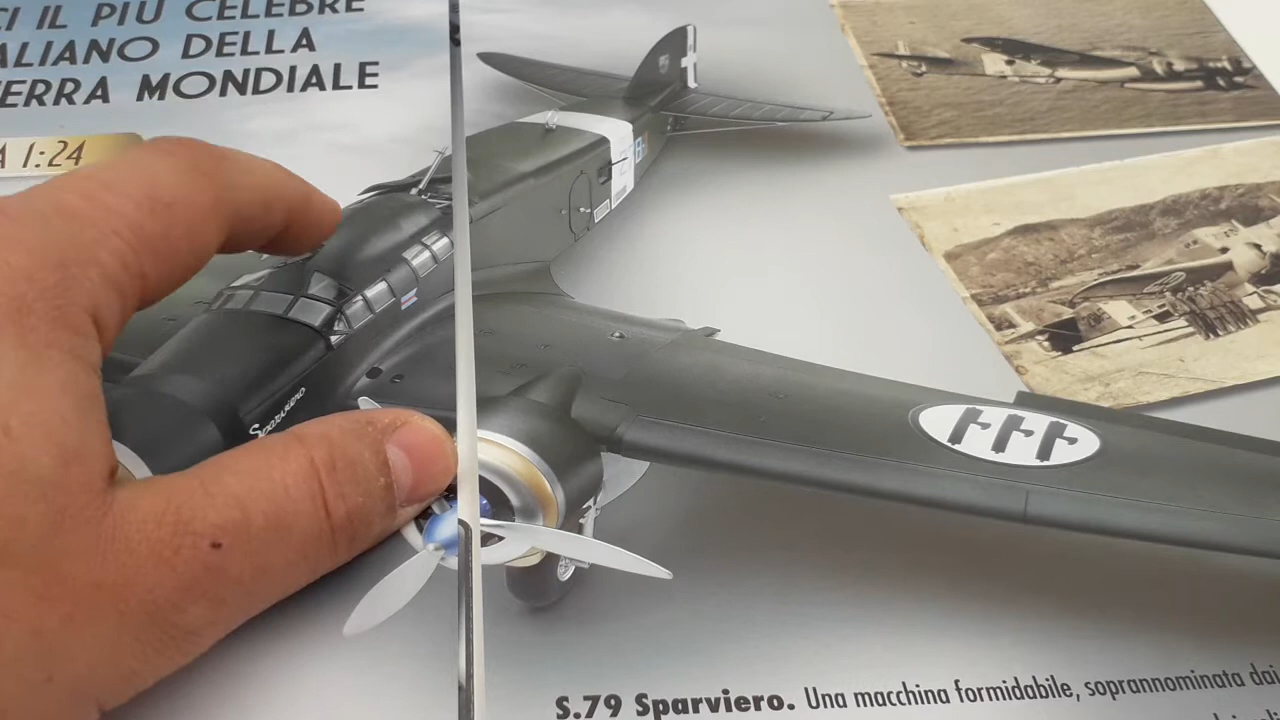 CI IL PIÙ CELEBRE
ALIANO DELLA
ERRA MONDIALE
A 1:24
Sparviero
S.79 Sparviero. Una macchina formidabile, soprannominata dai